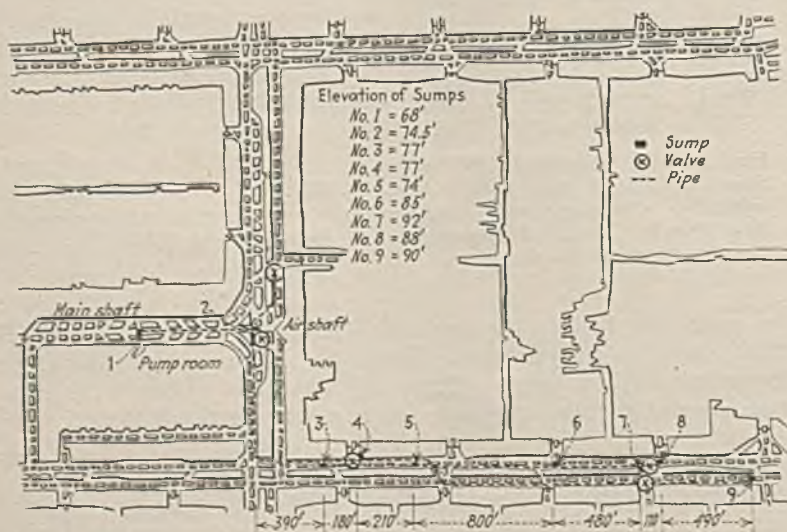 Elevation of Sumps
No. 1 = 68'
No. 2 = 74.5'
No. 3 = 77'
No. 4 = 77'
No. 5 = 74'
No. 6 = 85'
No. 7 = 92'
No. 8 = 88'
No. 9 = 90'
Sump
Valve
Pipe
Main shaft
2
Air shaft
1
Pump room
3
4
5
6
7
8
9
390'
180'
210'
800'
480'
490'